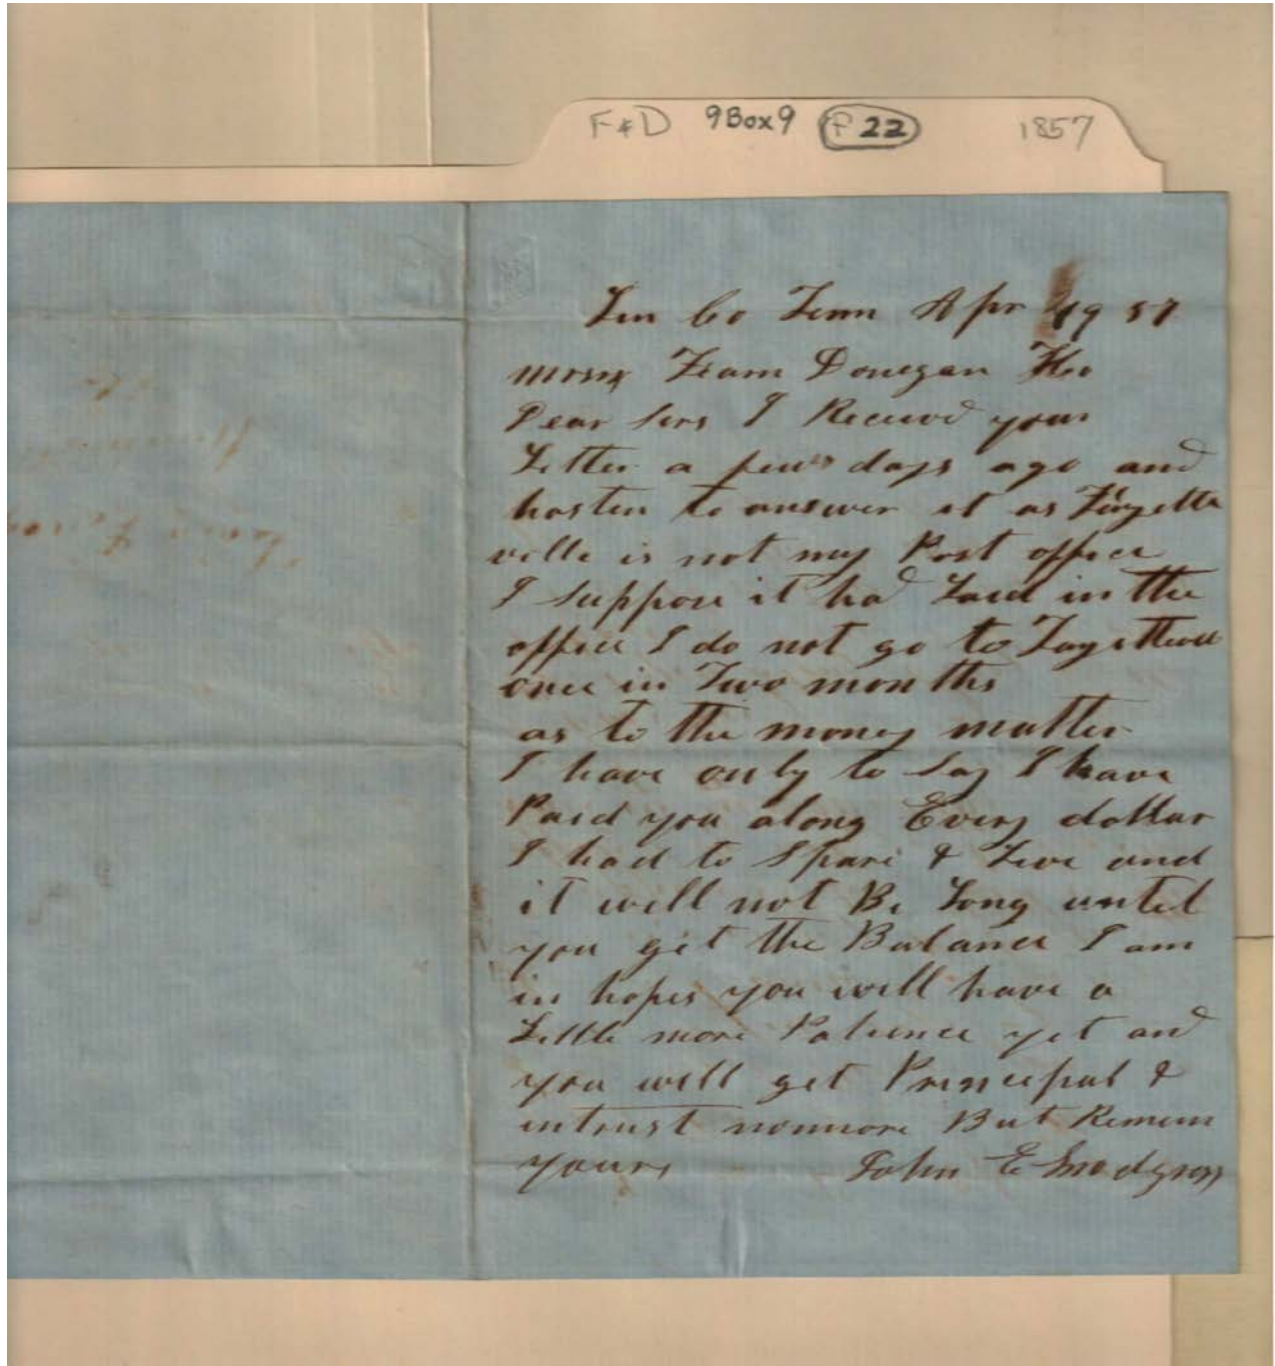 F & D 9Box9 F 22 1857
Lin Co Tenn Apr 19 57
Messrs Fearn Donegan & Co
Dear Sirs I Received your
Letter a few days ago and
hasten to answer it as Fayette
ville is not my Post office
I Suppose it had Laid in the
office I do not go to Fayetteville
once in Two months
as to the money matter
I have only to Say I have
Paid you along Every dollar
I had to Spare & Live and
it will not Be Long until
you get the Balance I am
in hopes you will have a
Little more Patience yet and
you will get Principal &
intrust nonmore But Remain
yours John E Snodgrass